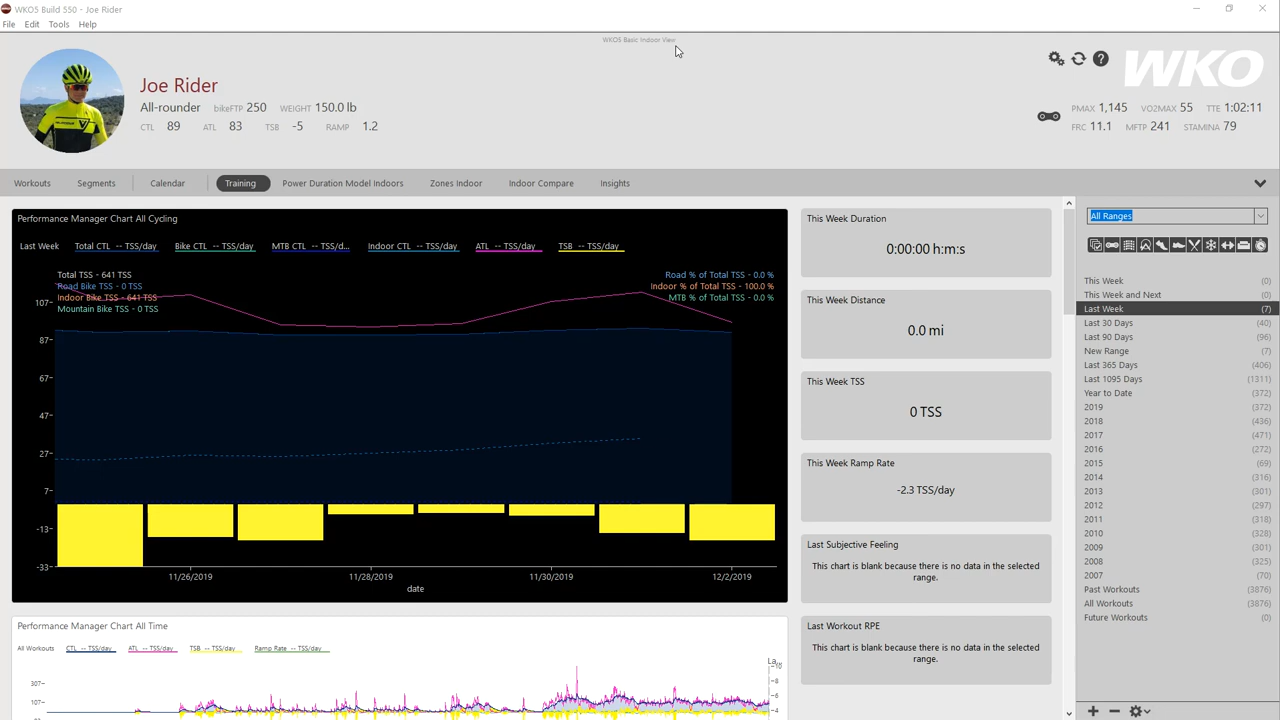 WKO5 Build 550 - Joe Rider
File Edit Tools Help
WKO5 Basic Indoor View
Joe Rider
All-rounder bikeFTP 250 WEIGHT 150.0 lb
CTL 89 ATL 83 TSB -5 RAMP 1.2
WKO
PMAX 1,145 VO2MAX 55 TTE 1:02:11
FRC 11.1 MFTP 241 STAMINA 79
Workouts Segments Calendar Training Power Duration Model Indoors Zones Indoor Indoor Compare Insights
Performance Manager Chart All Cycling
Last Week Total CTL -- TSS/day Bike CTL -- TSS/day MTB CTL -- TSS/d... Indoor CTL -- TSS/day ATL -- TSS/day TSB -- TSS/day
Total TSS - 641 TSS
Road Bike TSS - 0 TSS
Indoor Bike TSS - 641 TSS
Mountain Bike TSS - 0 TSS
Road % of Total TSS - 0.0 %
Indoor % of Total TSS - 100.0 %
MTB % of Total TSS - 0.0 %
107
87
67
47
27
7
-13
-33
11/26/2019 11/28/2019 11/30/2019 12/2/2019
date
Performance Manager Chart All Time
All Workouts CTL -- TSS/day ATL -- TSS/day TSB -- TSS/day Ramp Rate -- TSS/day
307
107
La
10
8
6
4
This Week Duration
0:00:00 h:m:s
This Week Distance
0.0 mi
This Week TSS
0 TSS
This Week Ramp Rate
-2.3 TSS/day
Last Subjective Feeling
This chart is blank because there is no data in the selected
range.
Last Workout RPE
This chart is blank because there is no data in the selected
range.
All Ranges
This Week (0)
This Week and Next (0)
Last Week (7)
Last 30 Days (40)
Last 90 Days (96)
New Range (7)
Last 365 Days (406)
Last 1095 Days (1311)
Year to Date (372)
2019 (372)
2018 (436)
2017 (471)
2016 (272)
2015 (69)
2014 (316)
2013 (301)
2012 (297)
2011 (318)
2010 (328)
2009 (301)
2008 (325)
2007 (70)
Past Workouts (3876)
All Workouts (3876)
Future Workouts (0)